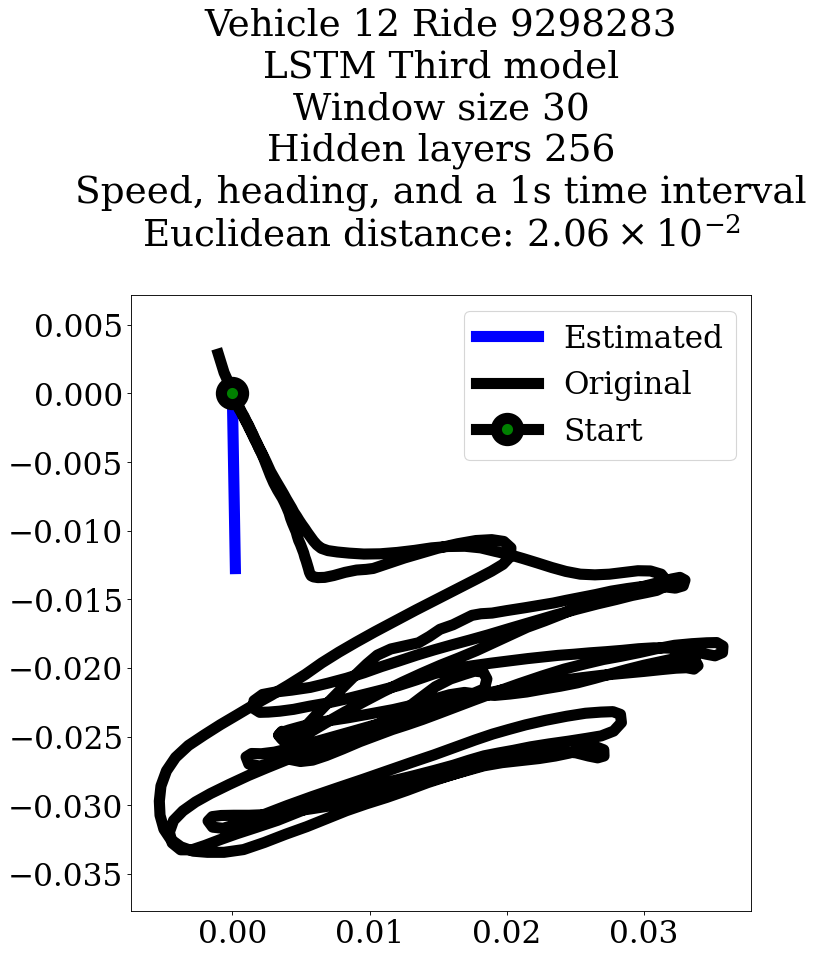 Vehicle 12 Ride 9298283
LSTM Third model
Window size 30
Hidden layers 256
Speed, heading, and a 1s time interval
Euclidean distance: 2.06 × 10⁻²
Estimated
Original
Start
0.005
0.000
−0.005
−0.010
−0.015
−0.020
−0.025
−0.030
−0.035
0.00 0.01 0.02 0.03